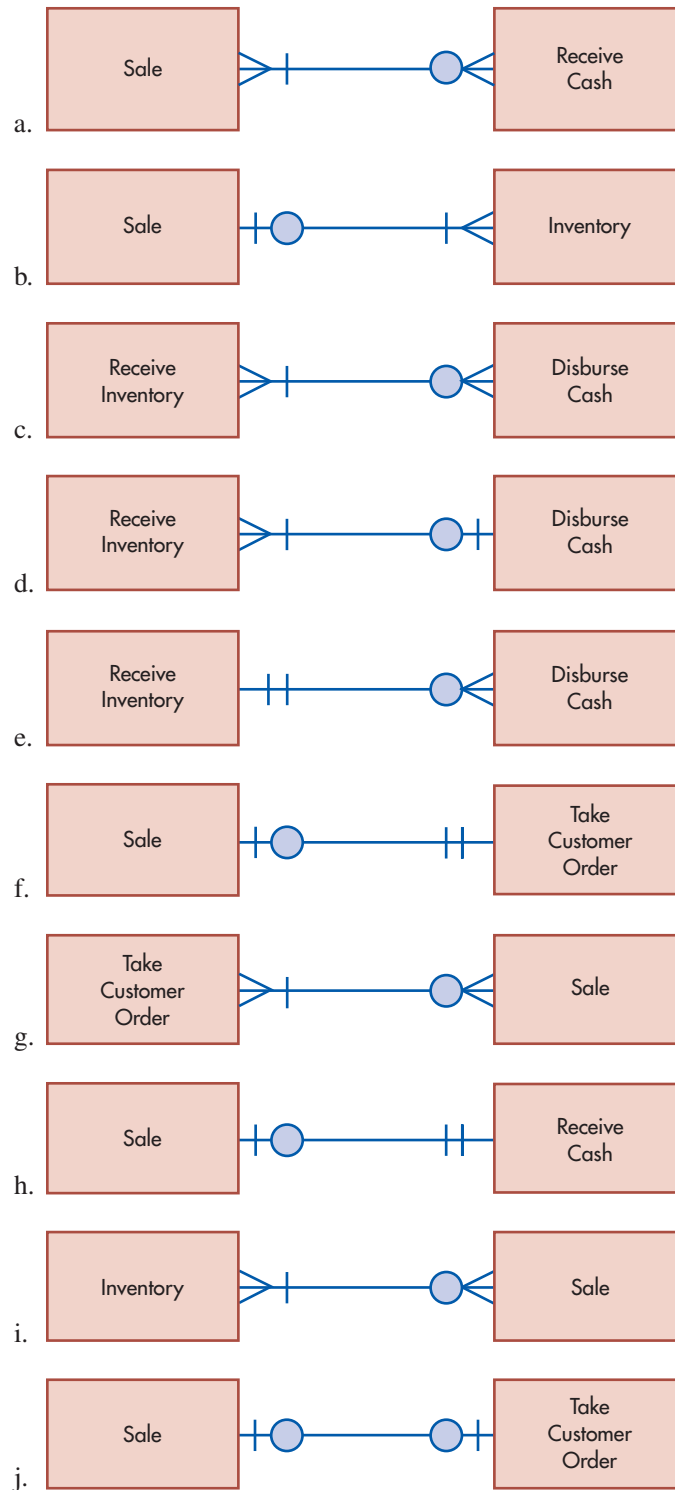 Sale
Receive
Cash
a.
Sale
Inventory
b.
Receive
Inventory
Disburse
Cash
c.
Receive
Inventory
Disburse
Cash
d.
Receive
Inventory
Disburse
Cash
e.
Sale
Take
Customer
Order
f.
Take
Customer
Order
Sale
g.
Sale
Receive
Cash
h.
Inventory
Sale
i.
Sale
Take
Customer
Order
j.